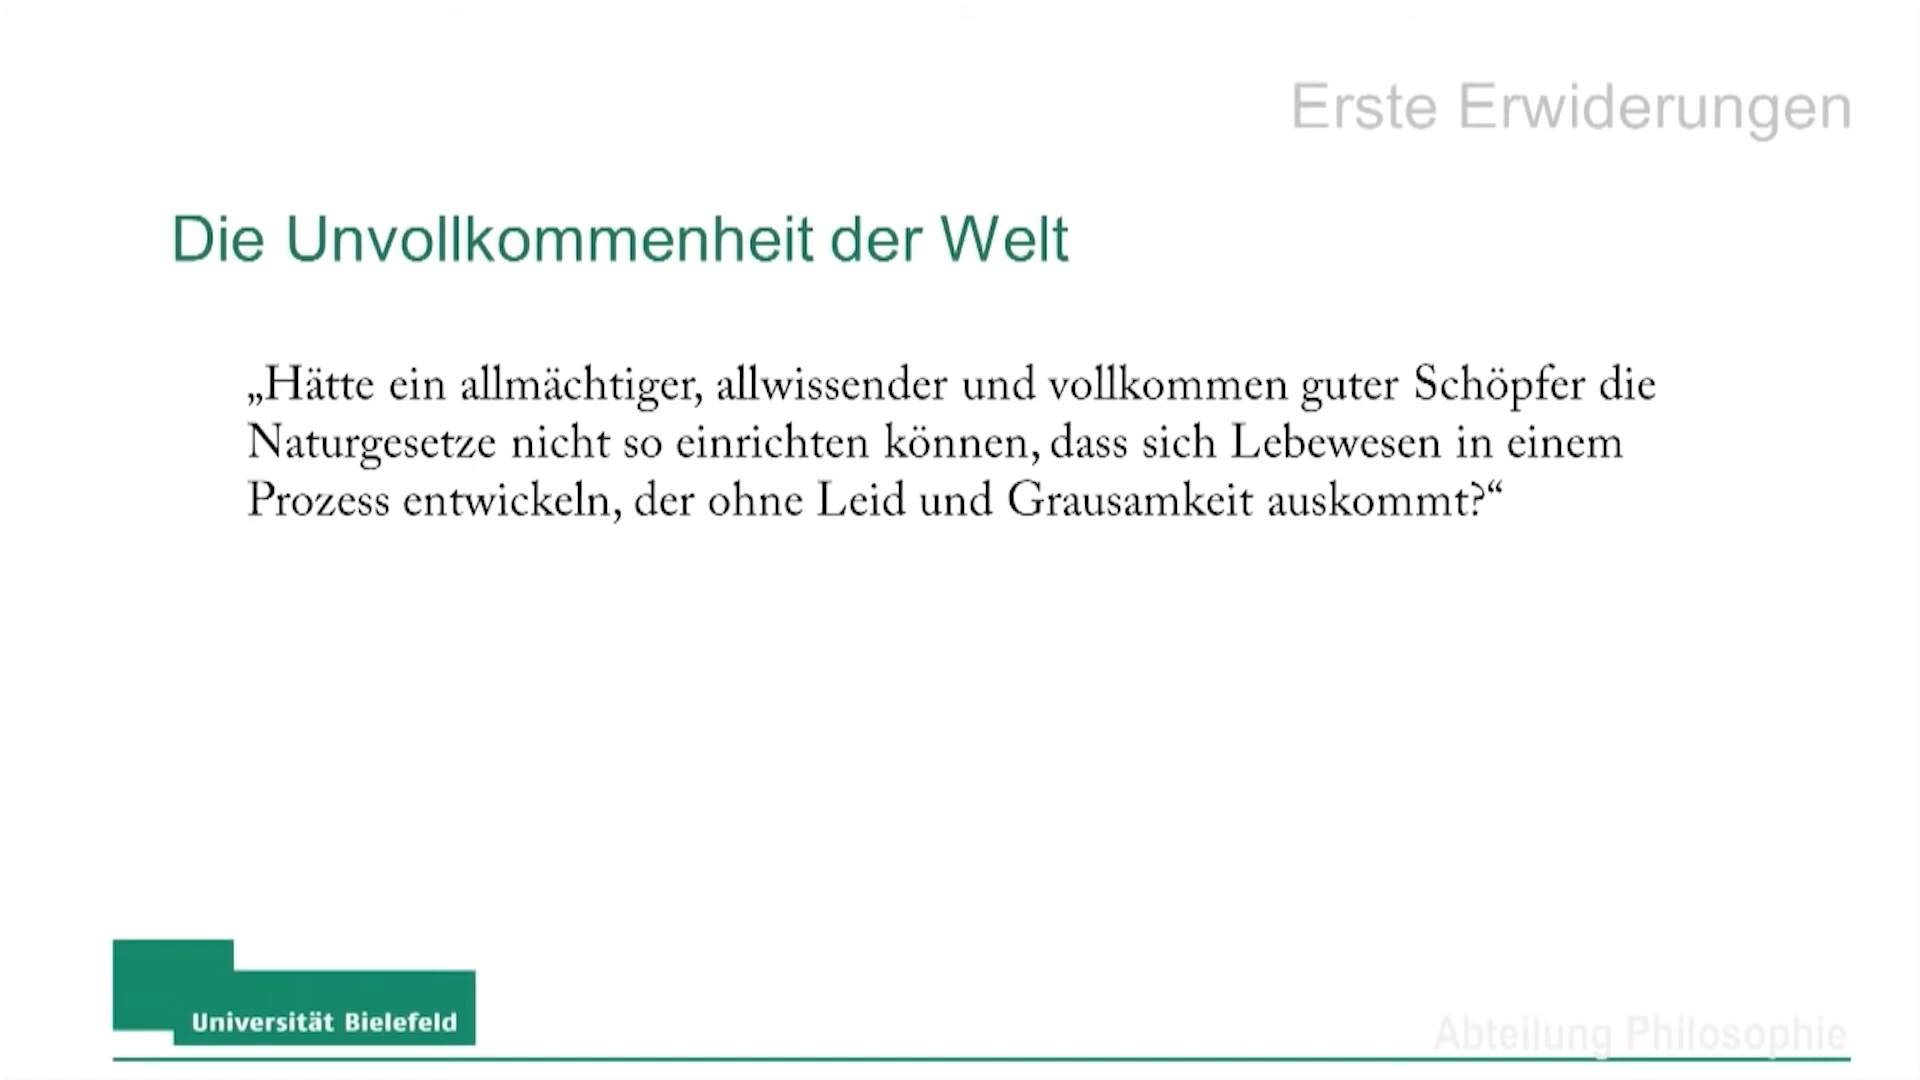 Erste Erwiderungen
Die Unvollkommenheit der Welt
„Hätte ein allmächtiger, allwissender und vollkommen guter Schöpfer die
Naturgesetze nicht so einrichten können, dass sich Lebewesen in einem
Prozess entwickeln, der ohne Leid und Grausamkeit auskommt?“
Universität Bielefeld
Abteilung Philosophie